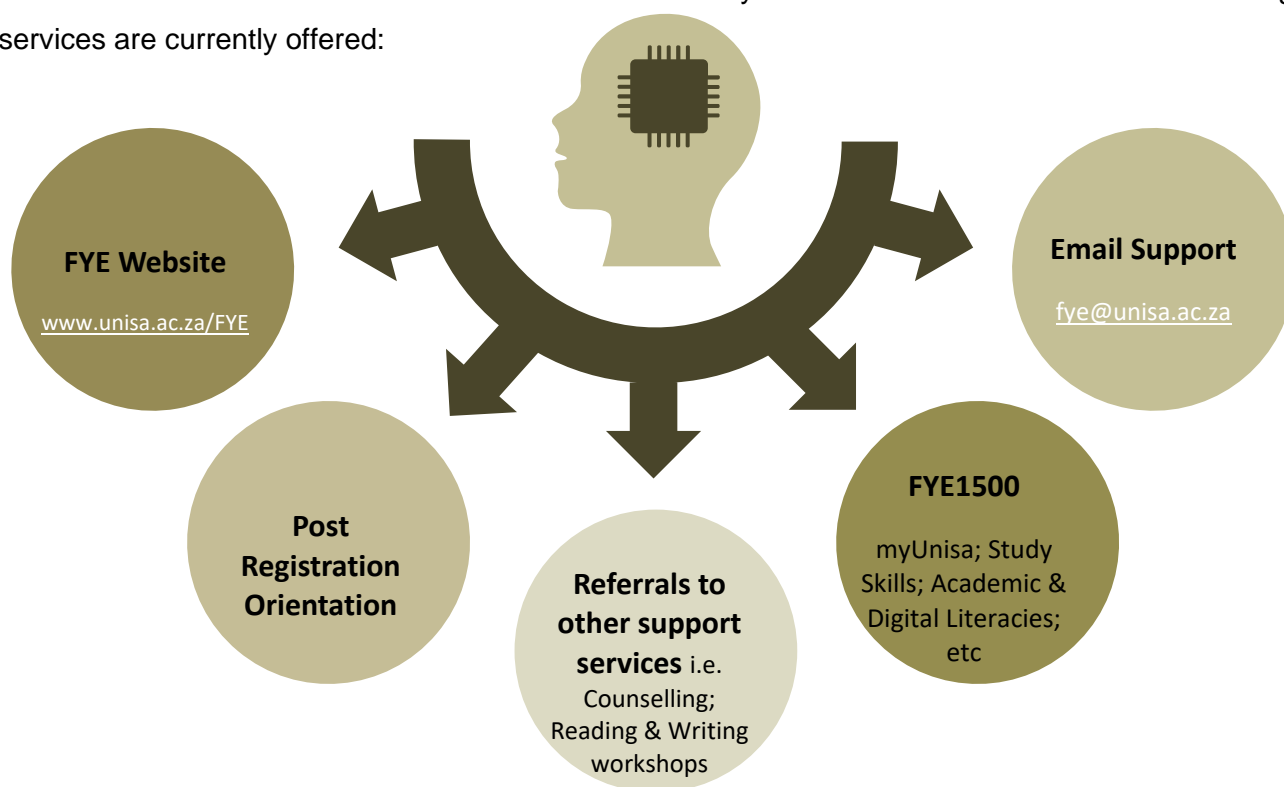 services are currently offered:
FYE Website
www.unisa.ac.za/FYE
Email Support
fye@unisa.ac.za
Post
Registration
Orientation
Referrals to
other support
services i.e.
Counselling;
Reading & Writing
workshops
FYE1500
myUnisa; Study
Skills; Academic &
Digital Literacies;
etc